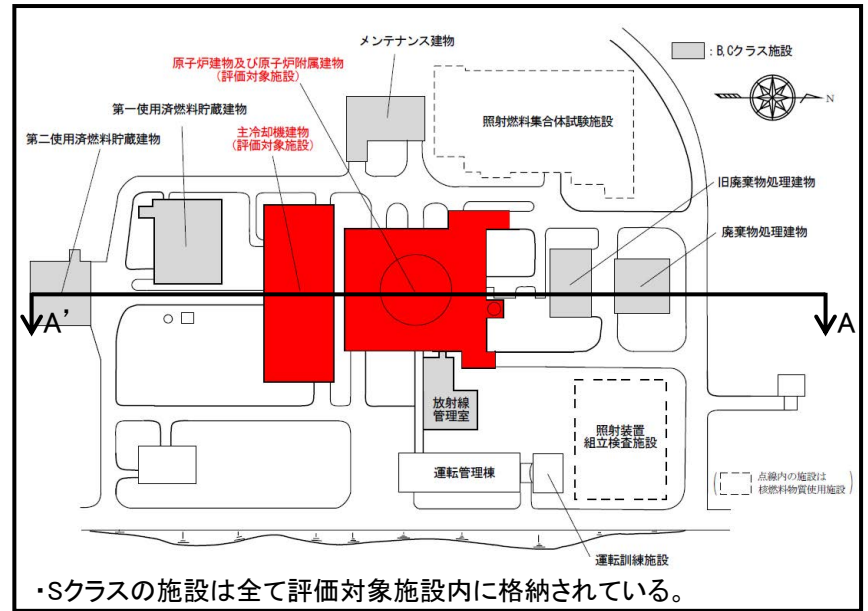 メンテナンス建物
原子炉建物及び原子炉附属建物
(評価対象施設)
:B,Cクラス施設
第一使用済燃料貯蔵建物
主冷却機建物
(評価対象施設)
第二使用済燃料貯蔵建物
照射燃料集合体試験施設
N
旧廃棄物処理建物
廃棄物処理建物
A’
A
放射線
管理室
照射装置
組立検査施設
運転管理棟
点線内の施設は
核燃料物質使用施設
運転訓練施設
・Sクラスの施設は全て評価対象施設内に格納されている。